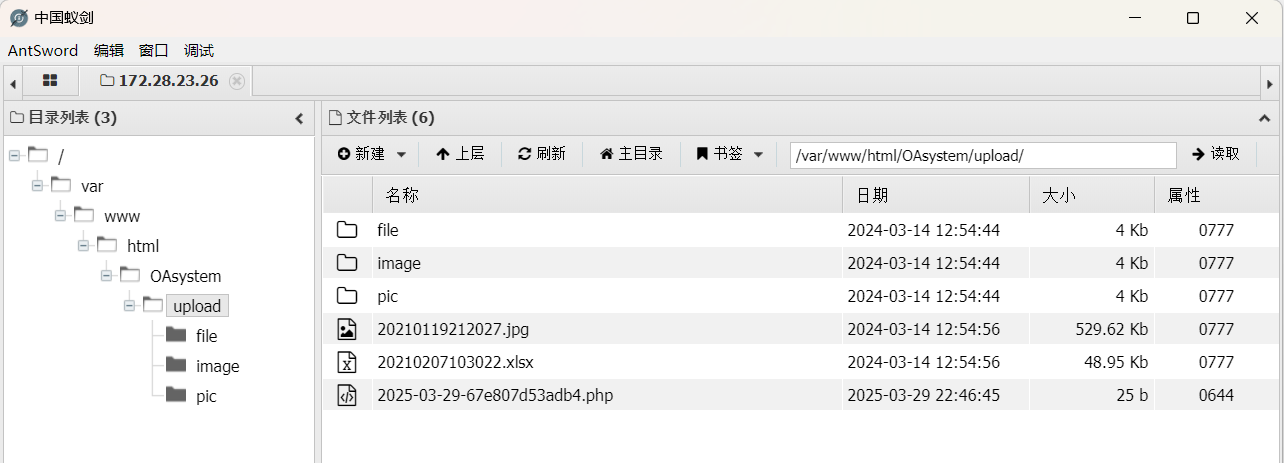 中国蚁剑
AntSword 编辑 窗口 调试
172.28.23.26
目录列表 (3)
文件列表 (6)
新建 上层 刷新 主目录 书签 /var/www/html/OAsystem/upload/ 读取
/
var
www
html
OAsystem
upload
file
image
pic
名称 日期 大小 属性
file 2024-03-14 12:54:44 4 Kb 0777
image 2024-03-14 12:54:44 4 Kb 0777
pic 2024-03-14 12:54:44 4 Kb 0777
20210119212027.jpg 2024-03-14 12:54:56 529.62 Kb 0777
20210207103022.xlsx 2024-03-14 12:54:56 48.95 Kb 0777
2025-03-29-67e807d53adb4.php 2025-03-29 22:46:45 25 b 0644